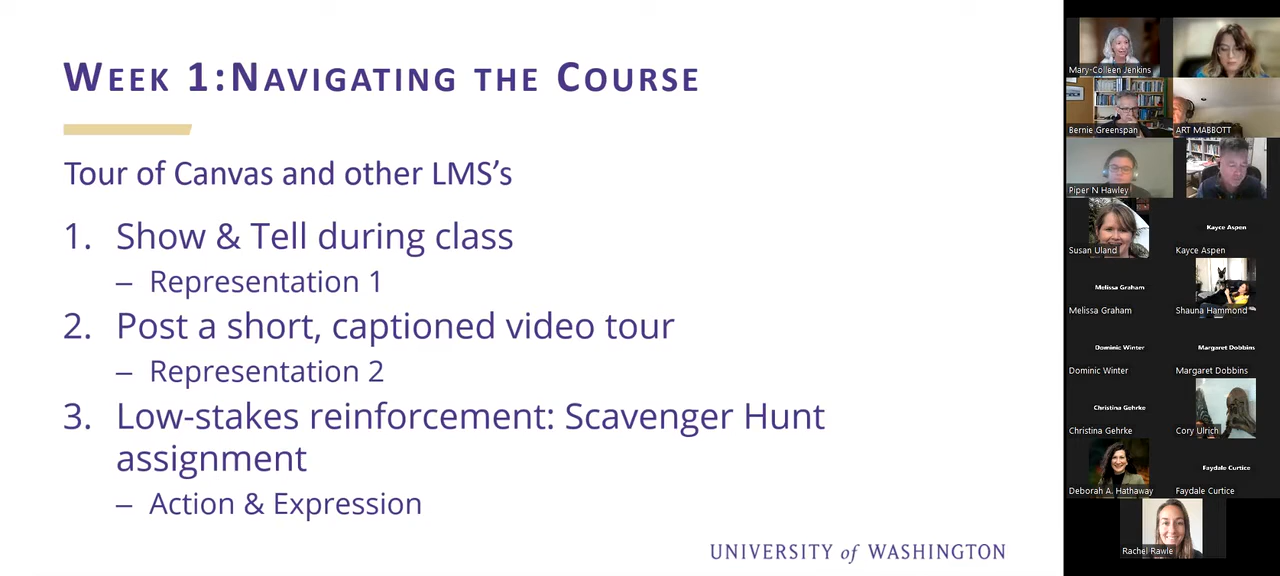 WEEK 1:NAVIGATING THE COURSE
Tour of Canvas and other LMS's
1. Show & Tell during class
– Representation 1
2. Post a short, captioned video tour
– Representation 2
3. Low-stakes reinforcement: Scavenger Hunt
assignment
– Action & Expression
UNIVERSITY of WASHINGTON
Mary-Colleen Jenkins
Bernie Greenspan
ART MABBOTT
Piper N Hawley
Susan Uland
Kayce Aspen
Kayce Aspen
Melissa Graham
Melissa Graham
Shauna Hammond
Dominic Winter
Dominic Winter
Margaret Dobbins
Margaret Dobbins
Christina Gehrke
Christina Gehrke
Cory Ulrich
Deborah A. Hathaway
Faydale Curtice
Faydale Curtice
Rachel Rawle